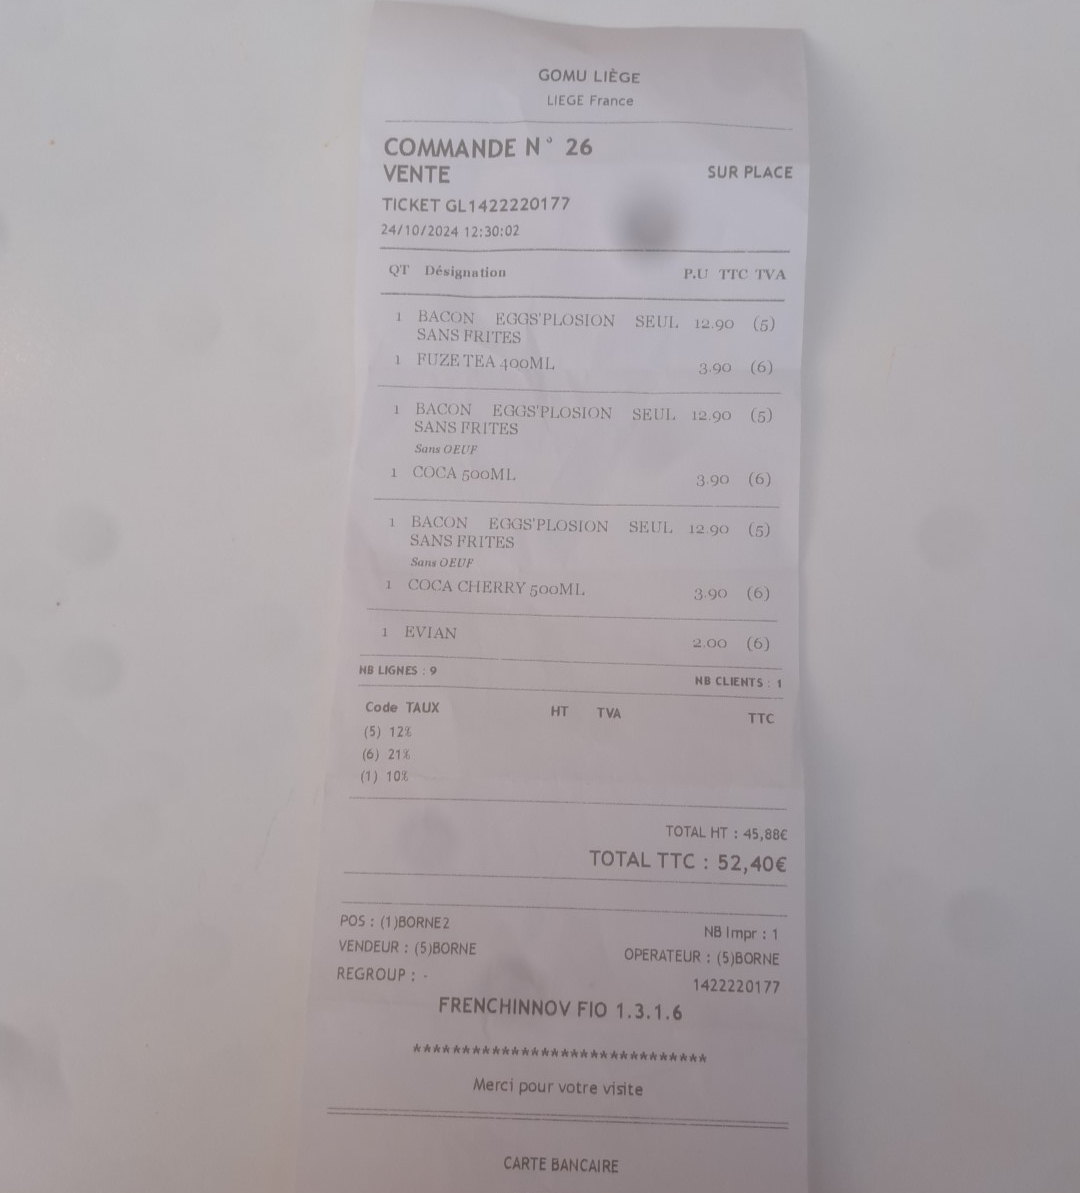 GOMU LIÈGE
LIEGE France
COMMANDE N° 26
VENTE SUR PLACE
TICKET GL1422220177
24/10/2024 12:30:02
QT Désignation P.U TTC TVA
1 BACON EGGS'PLOSION SEUL 12.90 (5)
SANS FRITES
1 FUZE TEA 400ML 3.90 (6)
1 BACON EGGS'PLOSION SEUL 12.90 (5)
SANS FRITES
Sans OEUF
1 COCA 500ML 3.90 (6)
1 BACON EGGS'PLOSION SEUL 12.90 (5)
SANS FRITES
Sans OEUF
1 COCA CHERRY 500ML 3.90 (6)
1 EVIAN 2.00 (6)
NB LIGNES : 9 NB CLIENTS : 1
Code TAUX HT TVA TTC
(5) 12%
(6) 21%
(1) 10%
TOTAL HT : 45,88€
TOTAL TTC : 52,40€
POS : (1)BORNE2 NB Impr : 1
VENDEUR : (5)BORNE OPERATEUR : (5)BORNE
REGROUP : - 1422220177
FRENCHINNOV FIO 1.3.1.6
******************************
Merci pour votre visite
CARTE BANCAIRE